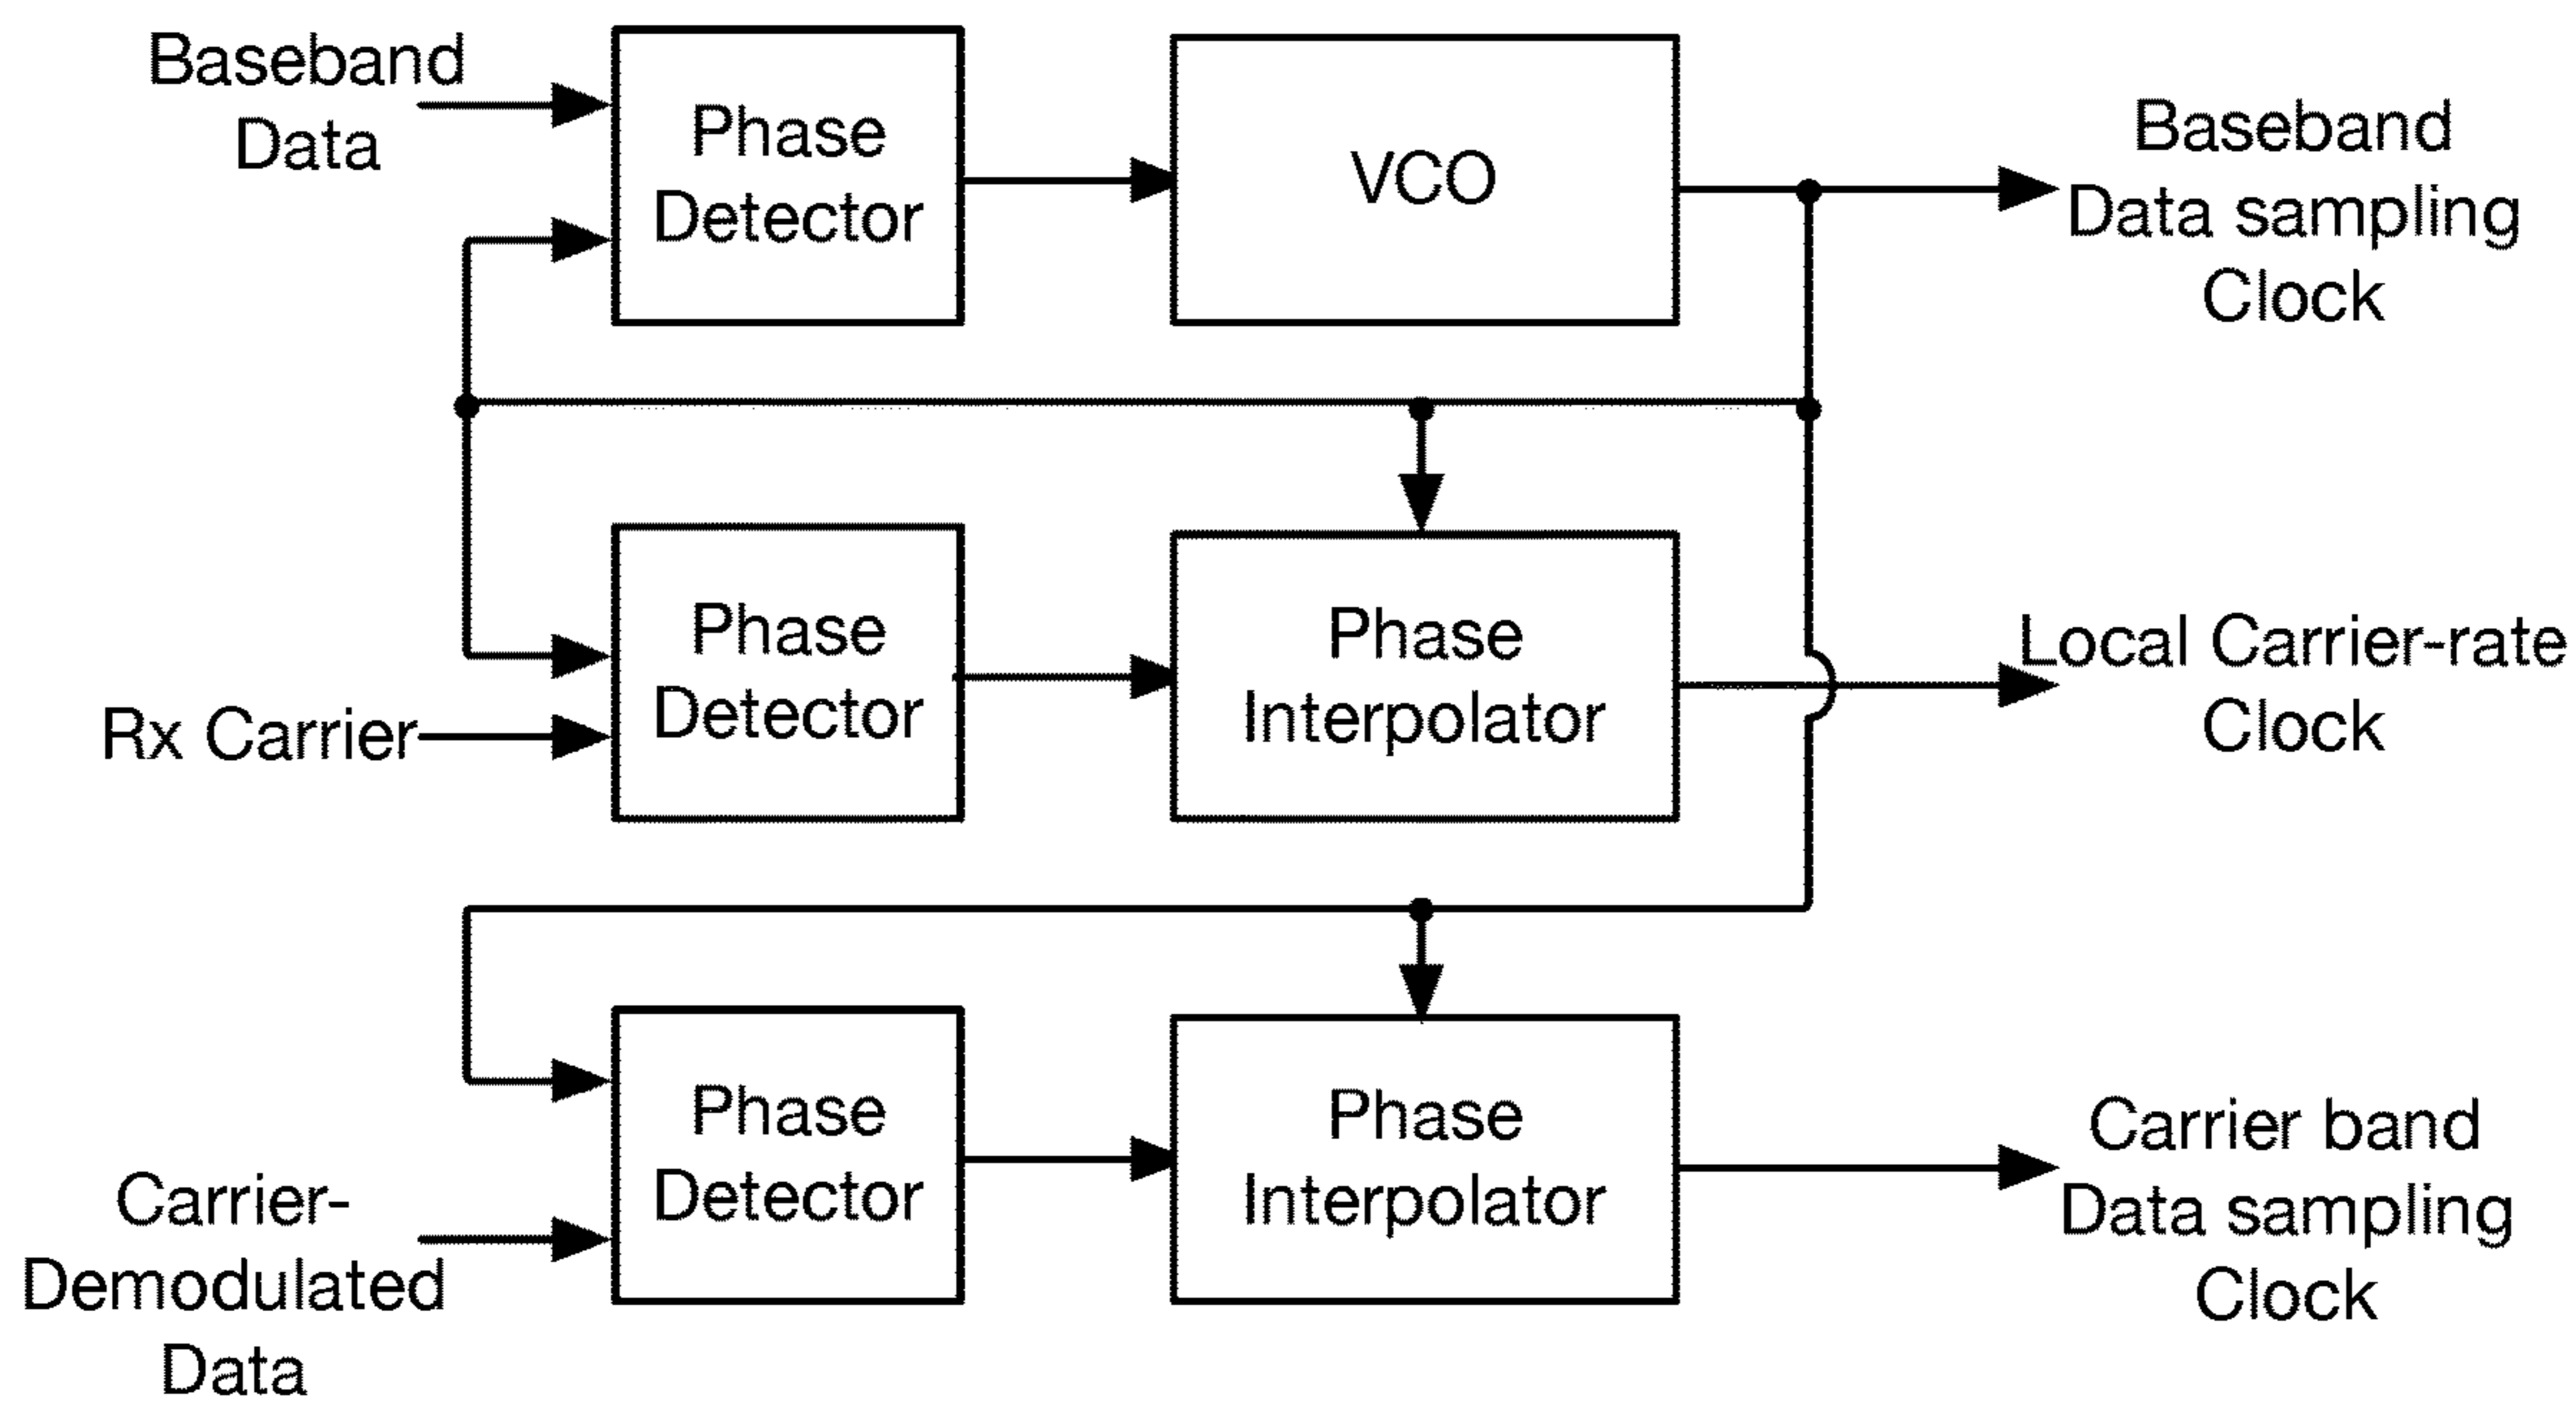 Baseband
Data
Phase
Detector
VCO
Baseband
Data sampling
Clock
Rx Carrier
Phase
Detector
Phase
Interpolator
Local Carrier-rate
Clock
Carrier-
Demodulated
Data
Phase
Detector
Phase
Interpolator
Carrier band
Data sampling
Clock